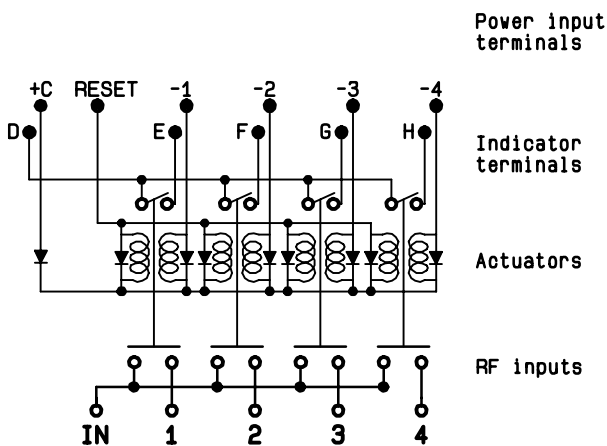 Power input
terminals
+C RESET -1 -2 -3 -4
D E F G H
Indicator
terminals
Actuators
RF inputs
IN 1 2 3 4